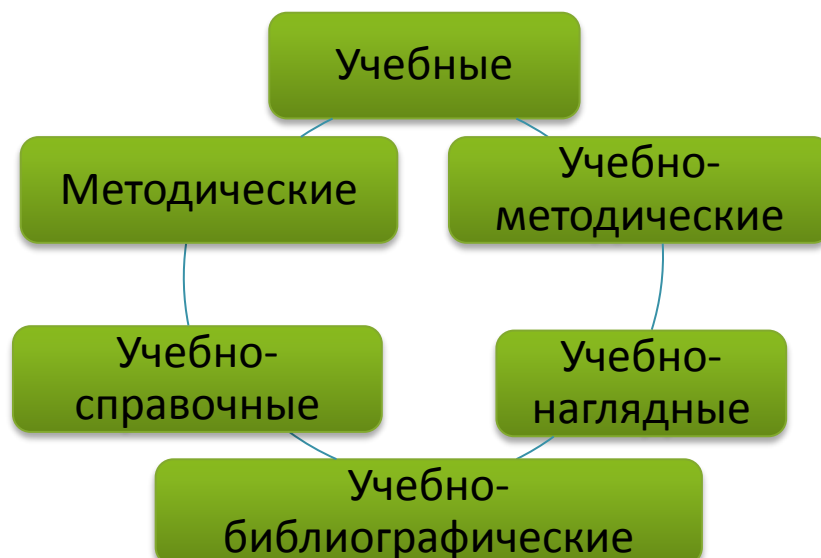 Учебные
Методические
Учебно-
методические
Учебно-
справочные
Учебно-
наглядные
Учебно-
библиографические